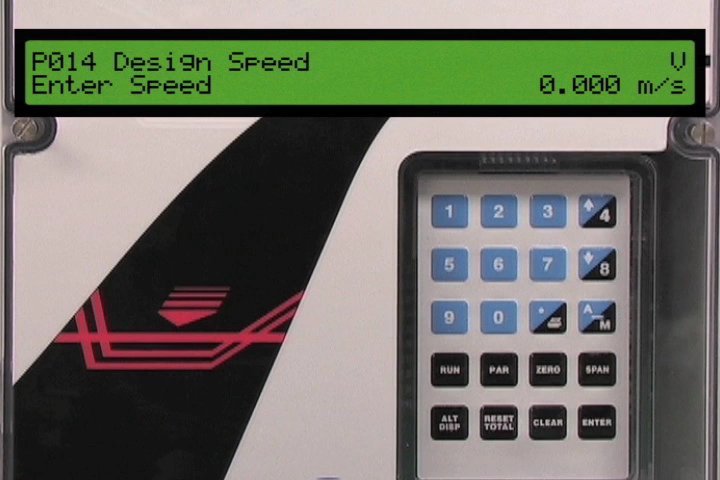 P014 Design Speed V
Enter Speed 0.000 m/s
1 2 3 4
5 6 7 8
9 0 A M
RUN PAR ZERO SPAN
ALT DISP RESET TOTAL CLEAR ENTER